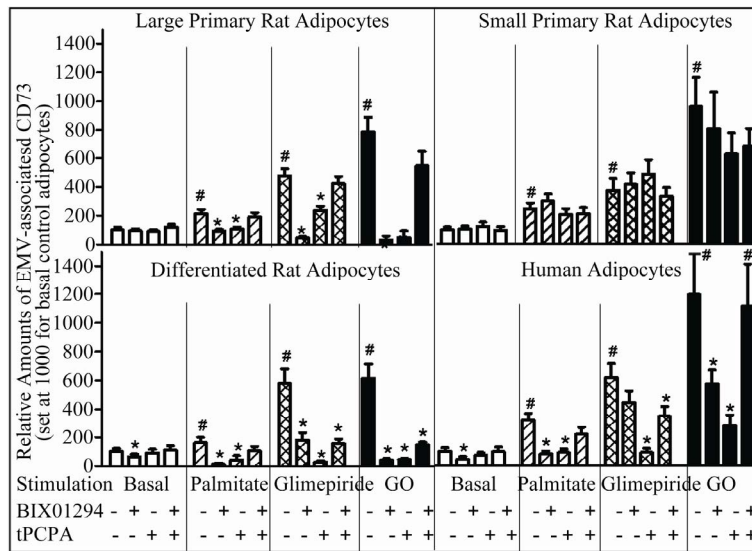 Large Primary Rat Adipocytes
Small Primary Rat Adipocytes
Relative Amounts of EMV-associatesd CD73
(set at 1000 for basal control adipocytes)
1400
1200
1000
800
600
400
200
0
# # * * # * * # *
# # #
Differentiated Rat Adipocytes
Human Adipocytes
1400
1200
1000
800
600
400
200
0
* # * * # * * * # * * *
* # * * # * * # * * #
Stimulation Basal Palmitate Glimepiride GO Basal Palmitate Glimepiride GO
BIX01294 - + - + - + - + - + - + - + - + - + - + - + - + - + - + - + - +
tPCPA - - + + - - + + - - + + - - + + - - + + - - + + - - + + - - + +